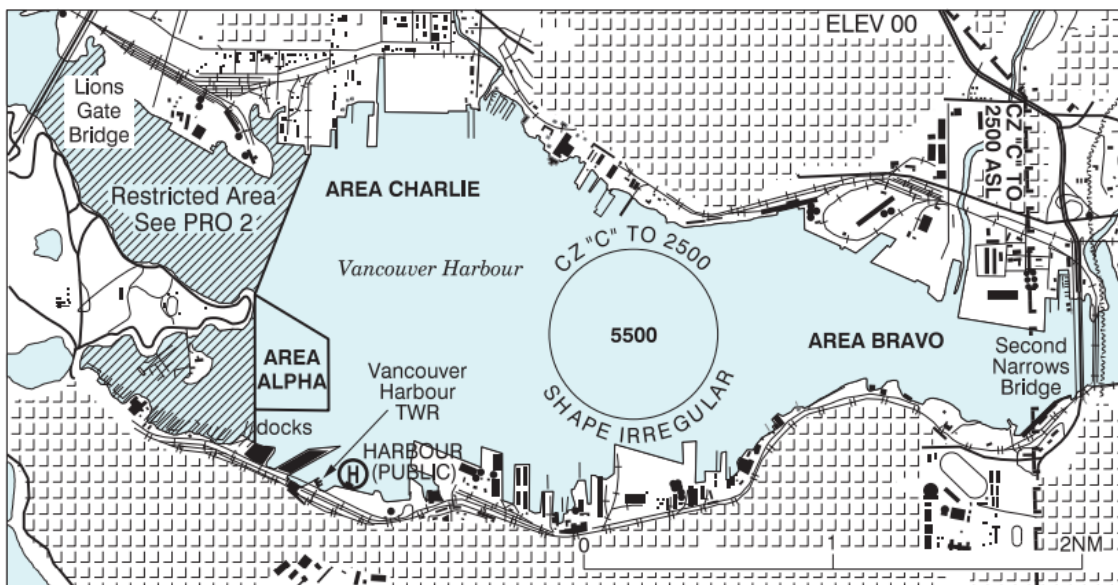 ELEV 00
Lions
Gate
Bridge
CZ "C" TO
2500 ASL
Restricted Area
See PRO 2
AREA CHARLIE
Vancouver Harbour
CZ "C" TO 2500
5500
SHAPE IRREGULAR
AREA BRAVO
Second
Narrows
Bridge
AREA
ALPHA
Vancouver
Harbour
TWR
docks
H
HARBOUR
(PUBLIC)
0
1
2NM